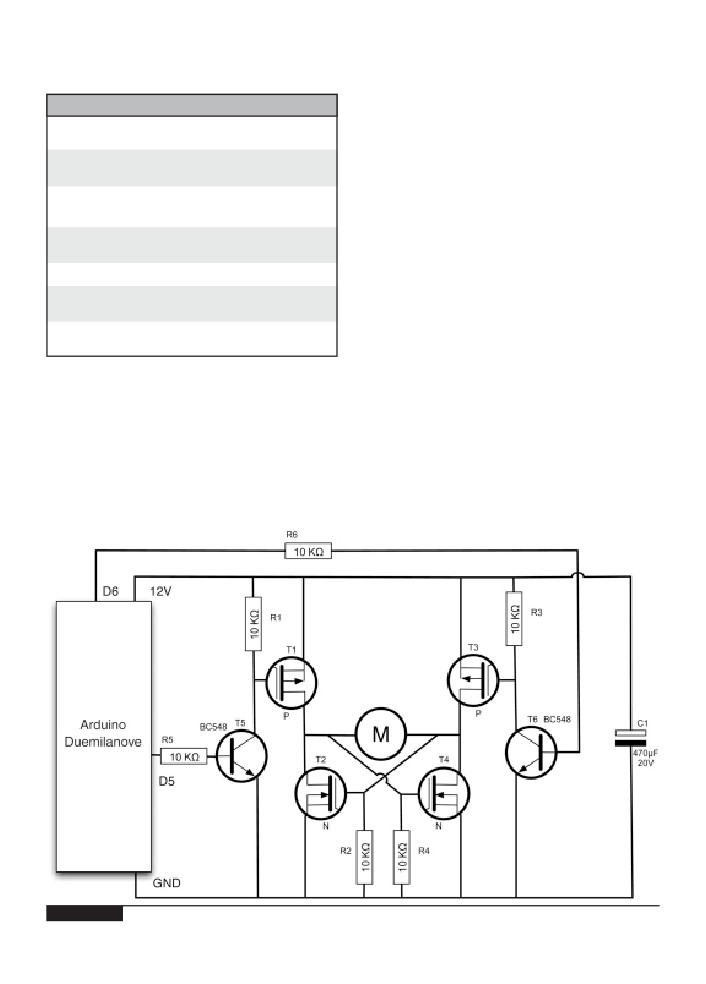 R6
10 KΩ
D6
12V
10 KΩ
R1
10 KΩ
R3
T1
T3
P
P
Arduino
Duemilanove
R5
10 KΩ
D5
BC548
T5
M
T6
BC548
C1
470µF
20V
T2
T4
N
N
R2
10 KΩ
10 KΩ
R4
GND